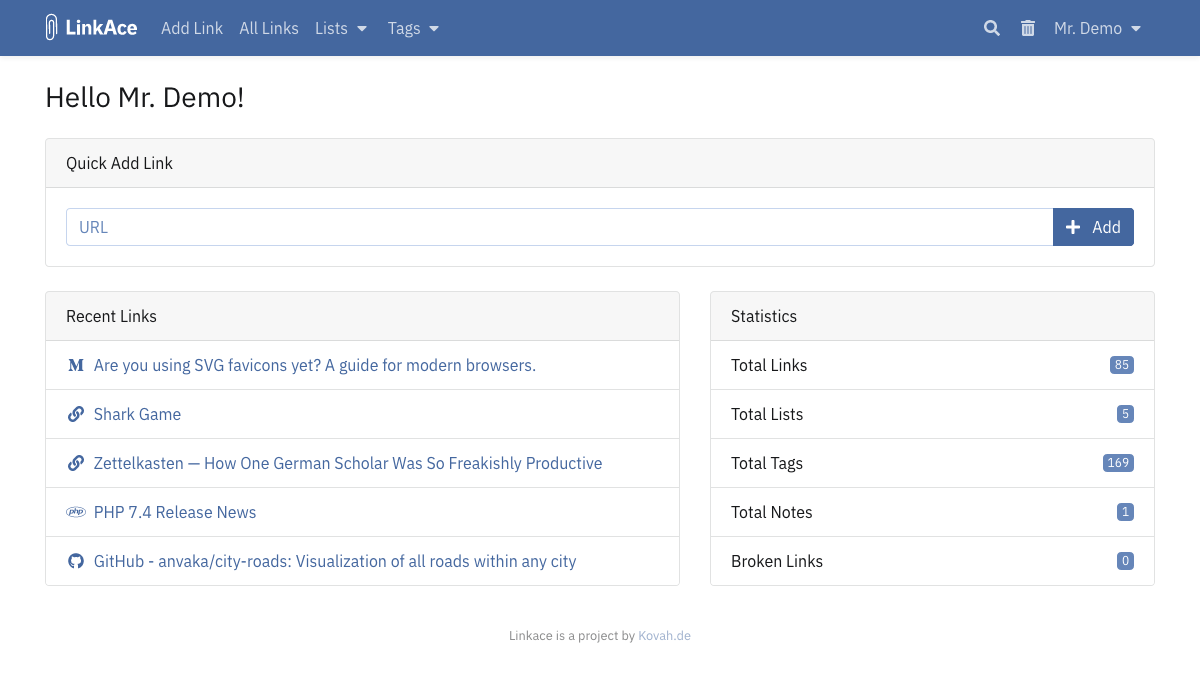 LinkAce Add Link All Links Lists Tags Mr. Demo
Hello Mr. Demo!
Quick Add Link
URL
Add
Recent Links
M Are you using SVG favicons yet? A guide for modern browsers.
Shark Game
Zettelkasten — How One German Scholar Was So Freakishly Productive
php PHP 7.4 Release News
GitHub - anvaka/city-roads: Visualization of all roads within any city
Statistics
Total Links 85
Total Lists 5
Total Tags 169
Total Notes 1
Broken Links 0
Linkace is a project by Kovah.de